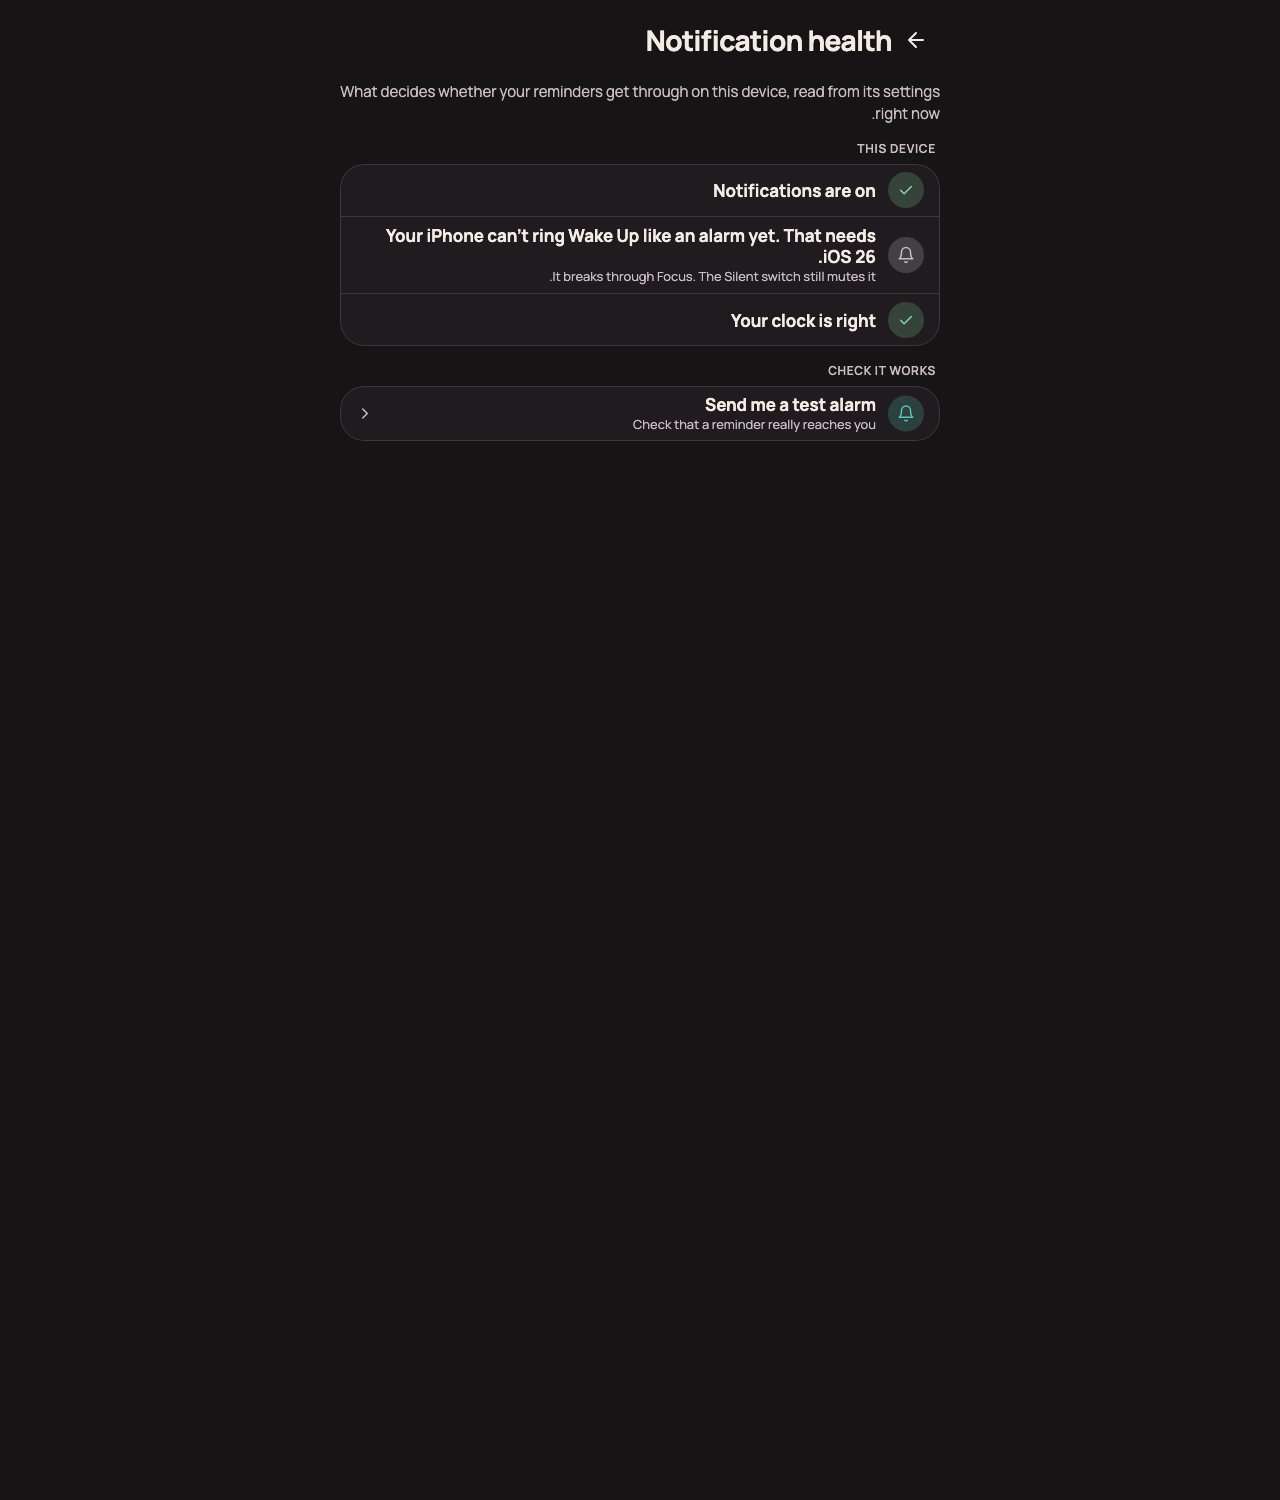 Notification health
What decides whether your reminders get through on this device, read from its settings
.right now
THIS DEVICE
Notifications are on
Your iPhone can’t ring Wake Up like an alarm yet. That needs
.iOS 26
.It breaks through Focus. The Silent switch still mutes it
Your clock is right
CHECK IT WORKS
Send me a test alarm
Check that a reminder really reaches you